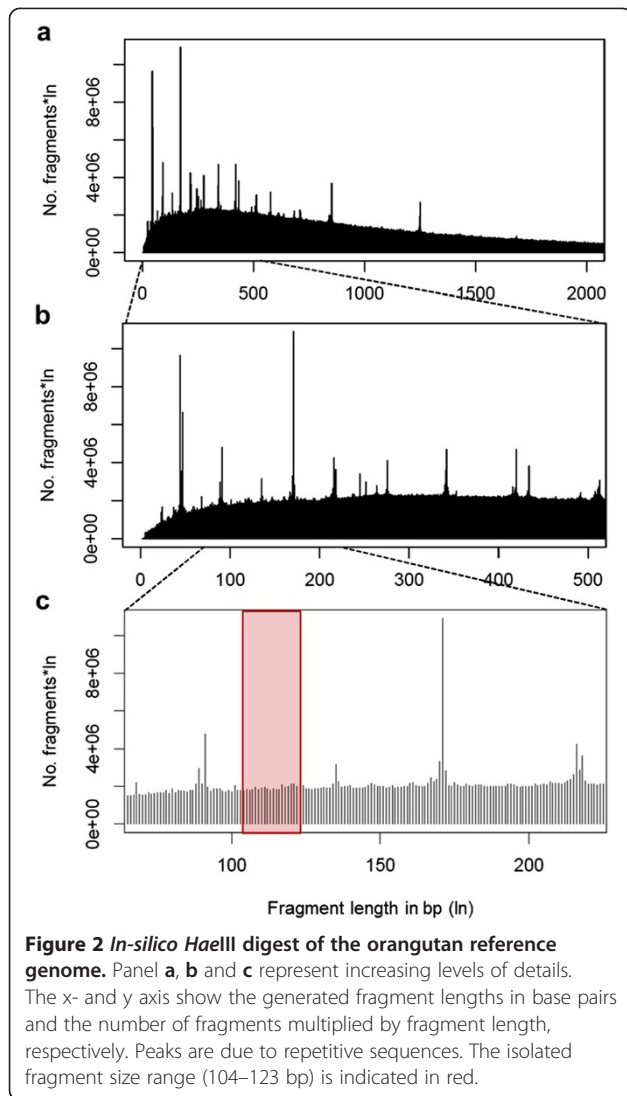 a
No. fragments*ln
8e+06
4e+06
0e+00
0 500 1000 1500 2000
b
No. fragments*ln
8e+06
4e+06
0e+00
0 100 200 300 400 500
c
No. fragments*ln
8e+06
4e+06
0e+00
100 150 200
Fragment length in bp (ln)
Figure 2 In-silico HaeIII digest of the orangutan reference
genome. Panel a, b and c represent increasing levels of details.
The x- and y axis show the generated fragment lengths in base pairs
and the number of fragments multiplied by fragment length,
respectively. Peaks are due to repetitive sequences. The isolated
fragment size range (104–123 bp) is indicated in red.